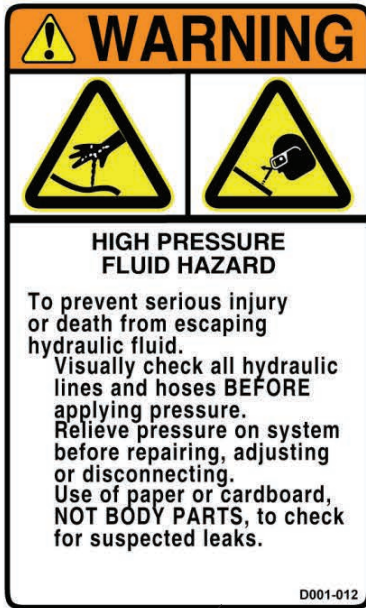 WARNING
HIGH PRESSURE
FLUID HAZARD
To prevent serious injury
or death from escaping
hydraulic fluid.
Visually check all hydraulic
lines and hoses BEFORE
applying pressure.
Relieve pressure on system
before repairing, adjusting
or disconnecting.
Use of paper or cardboard,
NOT BODY PARTS, to check
for suspected leaks.
D001-012